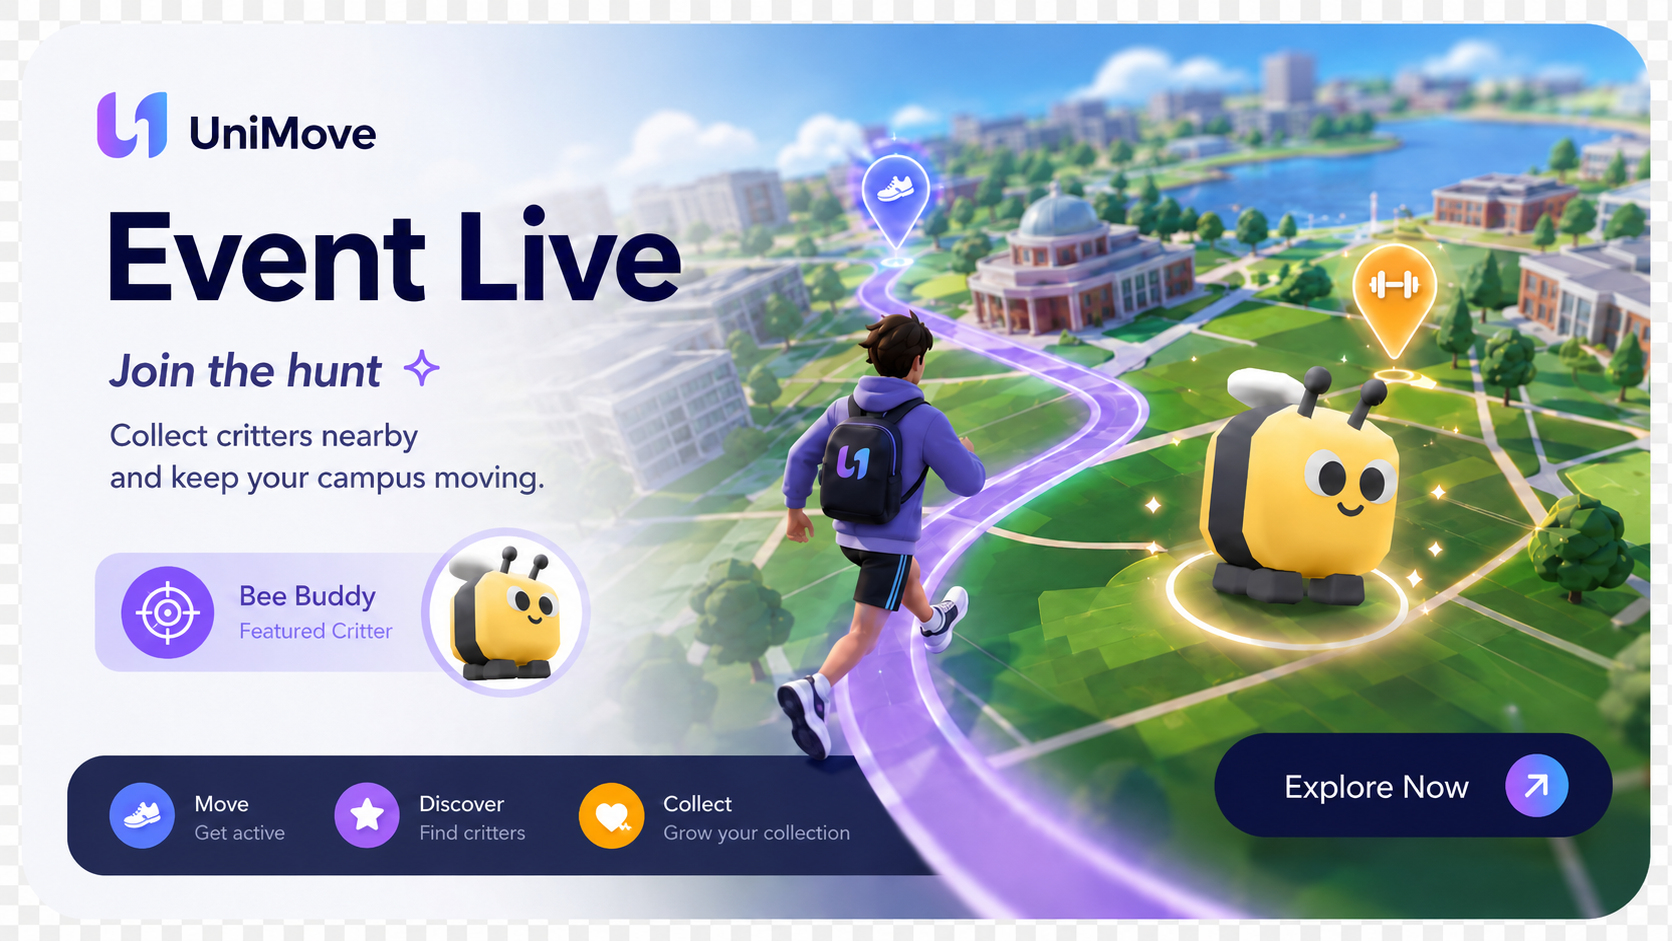 UniMove
Event Live
Join the hunt
Collect critters nearby
and keep your campus moving.
Bee Buddy
Featured Critter
Move
Get active
Discover
Find critters
Collect
Grow your collection
Explore Now